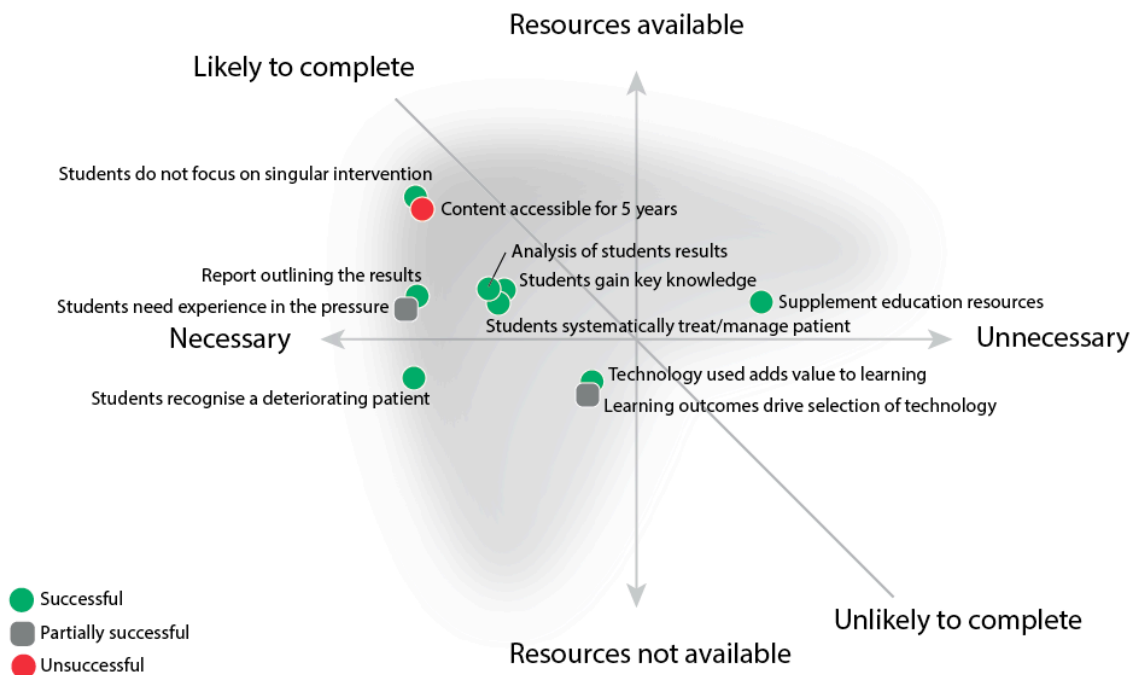 Resources available
Likely to complete
Students do not focus on singular intervention
Content accessible for 5 years
Analysis of students results
Report outlining the results
Students gain key knowledge
Students need experience in the pressure
Supplement education resources
Students systematically treat/manage patient
Necessary
Unnecessary
Technology used adds value to learning
Students recognise a deteriorating patient
Learning outcomes drive selection of technology
Successful
Unlikely to complete
Partially successful
Resources not available
Unsuccessful